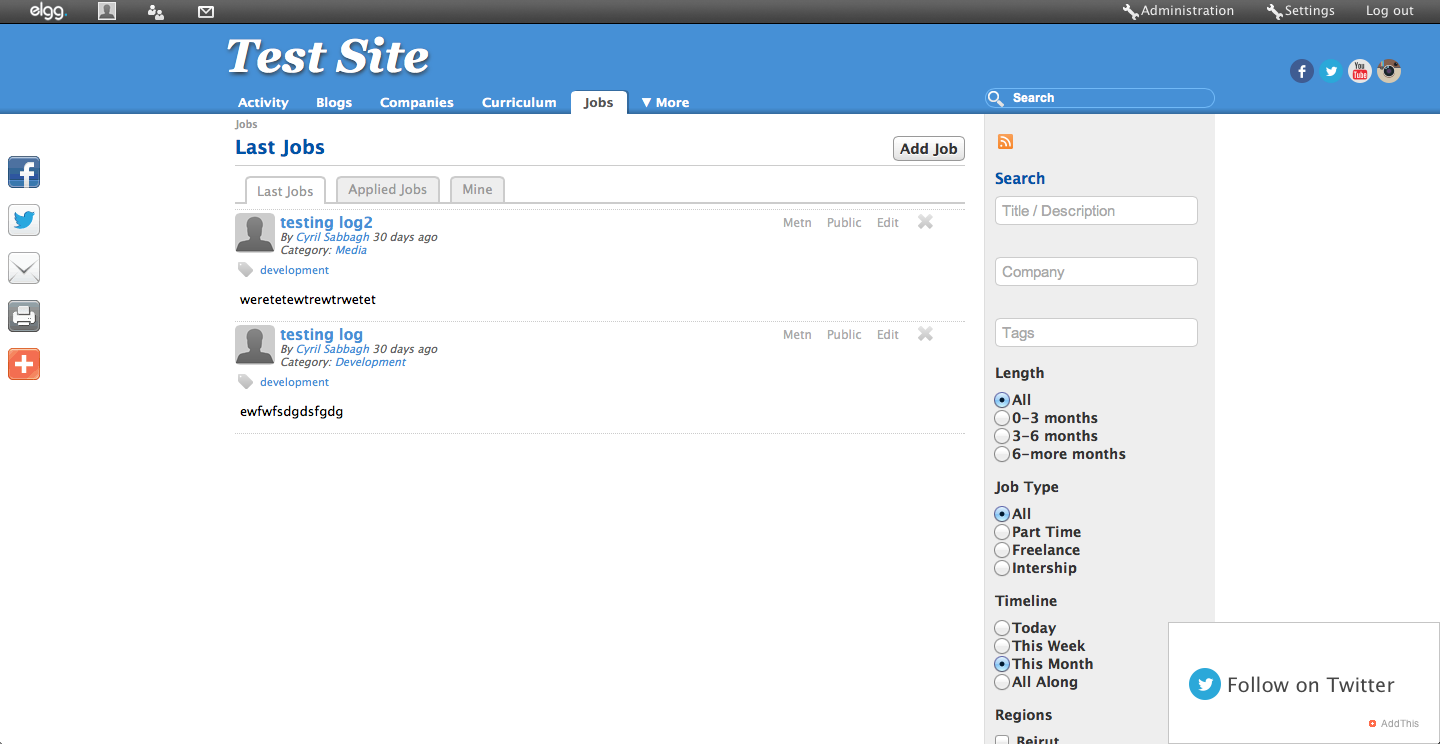 elgg.
Administration Settings Log out
Test Site
Activity Blogs Companies Curriculum Jobs ▼ More
Search
You
Tube
Jobs
Last Jobs
Add Job
Last Jobs Applied Jobs Mine
testing log2
Metn Public Edit
By Cyril Sabbagh 30 days ago
Category: Media
development
weretetewtrewtrwetet
testing log
Metn Public Edit
By Cyril Sabbagh 30 days ago
Category: Development
development
ewfwfsdgdsfgdg
Search
Title / Description
Company
Tags
Length
All
0-3 months
3-6 months
6-more months
Job Type
All
Part Time
Freelance
Intership
Timeline
Today
This Week
This Month
All Along
Regions
Beirut
Follow on Twitter
AddThis